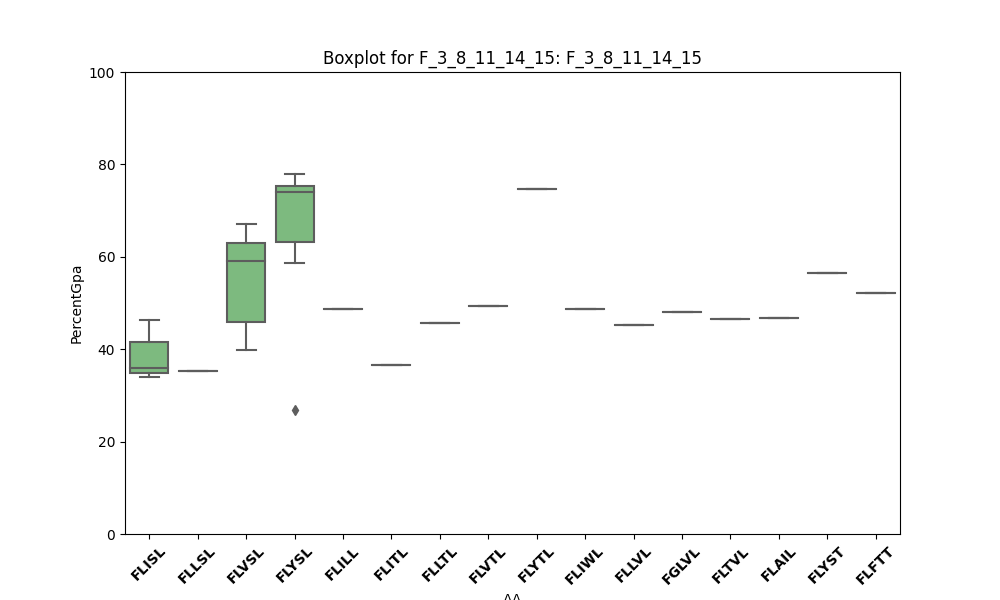 Boxplot for F_3_8_11_14_15: F_3_8_11_14_15
100
80
60
40
20
0
PercentGpa
FLISL
FLLSL
FLVSL
FLYSL
FLILL
FLITL
FLLTL
FLVTL
FLYTL
FLIWL
FLLVL
FGLVL
FLTVL
FLAIL
FLYST
FLFTT
AA